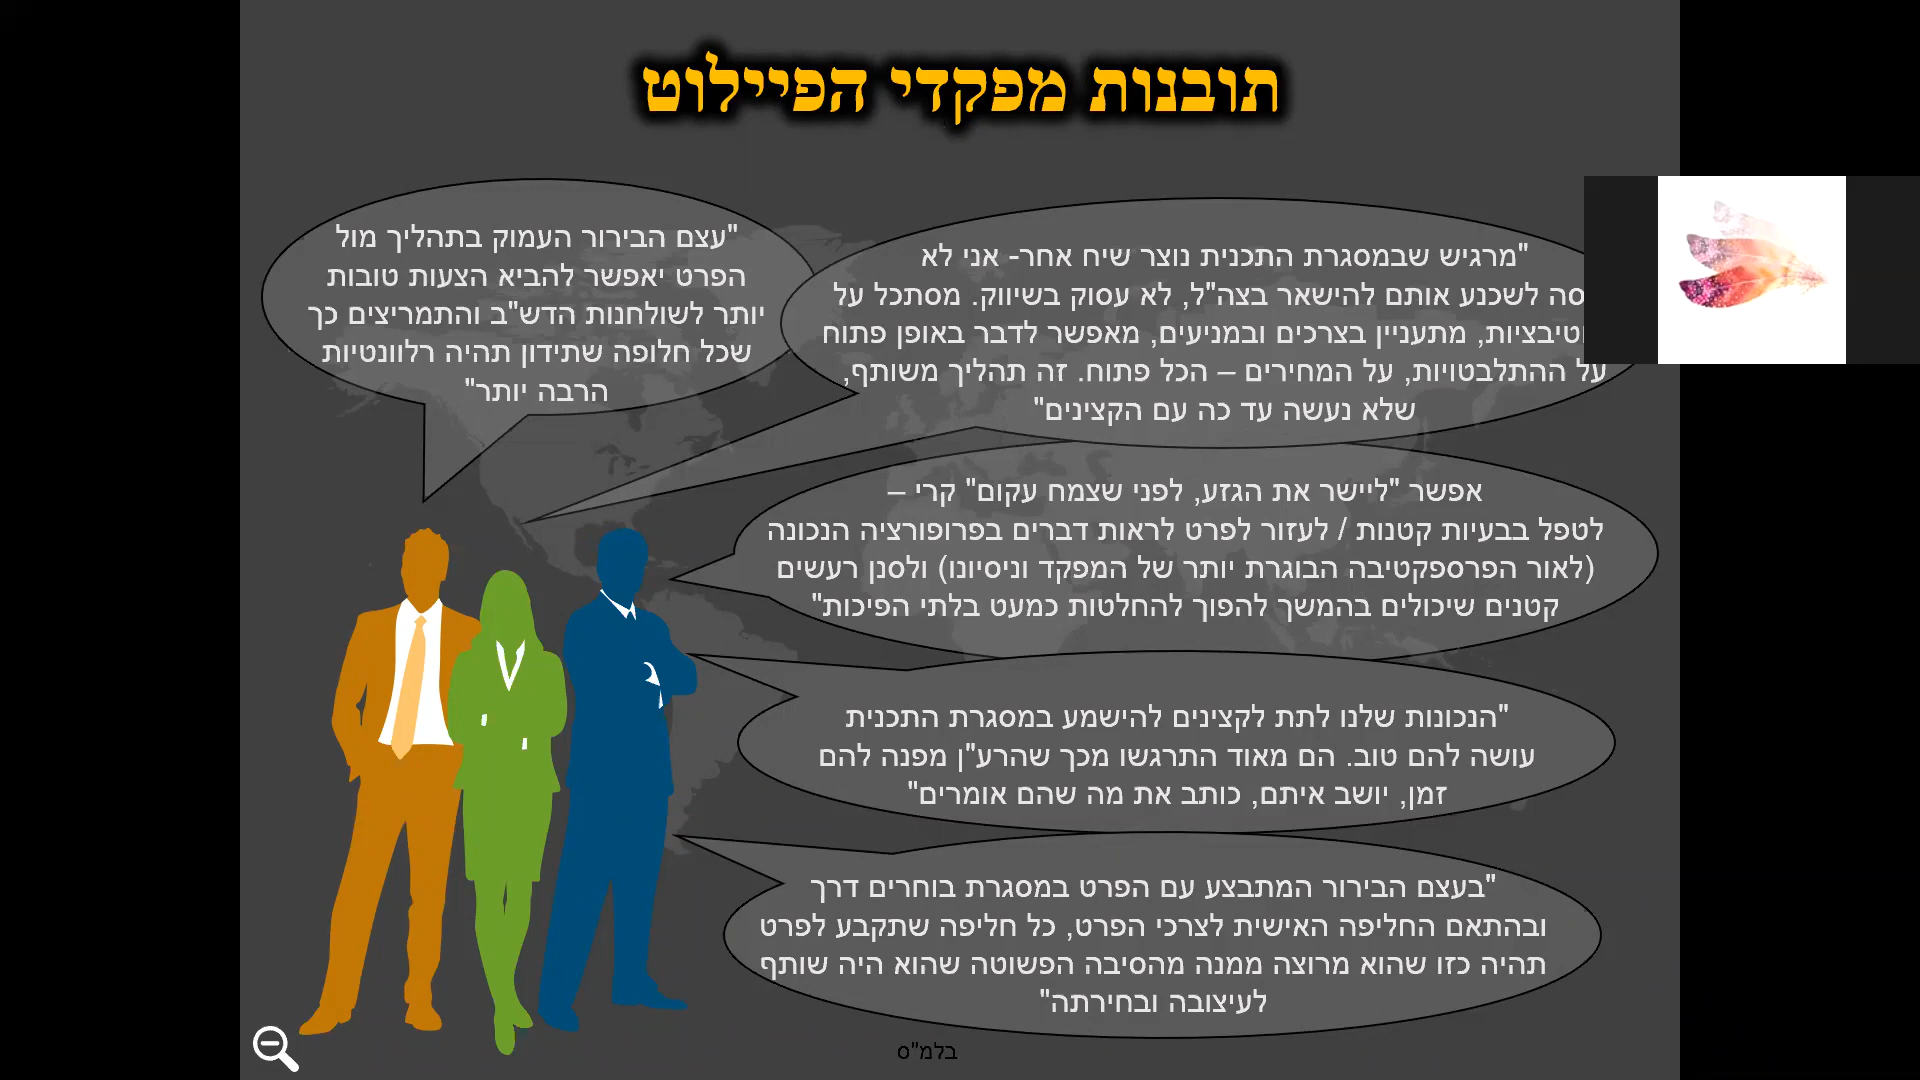 תובנות מפקדי הפיילוט
"מרגיש שבמסגרת התכנית נוצר שיח אחר- אני לא
לשכנע אותם להישאר בצה"ל, לא עסוק בשיווק. מסתכל על
מתעניין בצרכים ובמניעים, מאפשר לדבר באופן פתוח
על ההתלבטויות, על המחירים – הכל פתוח. זה תהליך משותף,
שלא נעשה עד כה עם הקצינים"
"עצם הבירור העמוק בתהליך מול
הפרט יאפשר להביא הצעות טובות
יותר לשולחנות הדש"ב והתמריצים כך
שכל חלופה שתידון תהיה רלוונטיות
הרבה יותר"
אפשר "ליישר את הגזע, לפני שצמח עקום" קרי –
לטפל בבעיות קטנות / לעזור לפרט לראות דברים בפרופורציה הנכונה
(לאור הפרספקטיבה הבוגרת יותר של המפקד וניסיונו) ולסנן רעשים
קטנים שיכולים בהמשך להפוך להחלטות כמעט בלתי הפיכות"
"הנכונות שלנו לתת לקצינים להישמע במסגרת התכנית
עושה להם טוב. הם מאוד התרגשו מכך שהרע"ן מפנה להם
זמן, יושב איתם, כותב את מה שהם אומרים"
"בעצם הבירור המתבצע עם הפרט במסגרת בוחרים דרך
ובהתאם החליפה האישית לצרכי הפרט, כל חליפה שתקבע לפרט
תהיה כזו שהוא מרוצה ממנה מהסיבה הפשוטה שהוא היה שותף
לעיצובה ובחירתה"
בלמ"ס